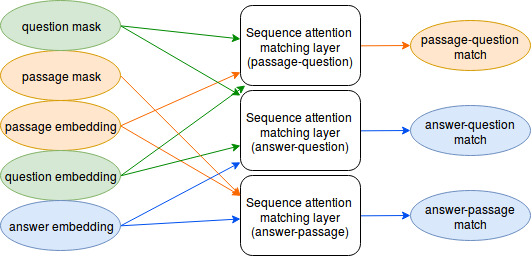 question mask
passage mask
passage embedding
question embedding
answer embedding
Sequence attention
matching layer
(passage-question)
Sequence attention
matching layer
(answer-question)
Sequence attention
matching layer
(answer-passage)
passage-question
match
answer-question
match
answer-passage
match